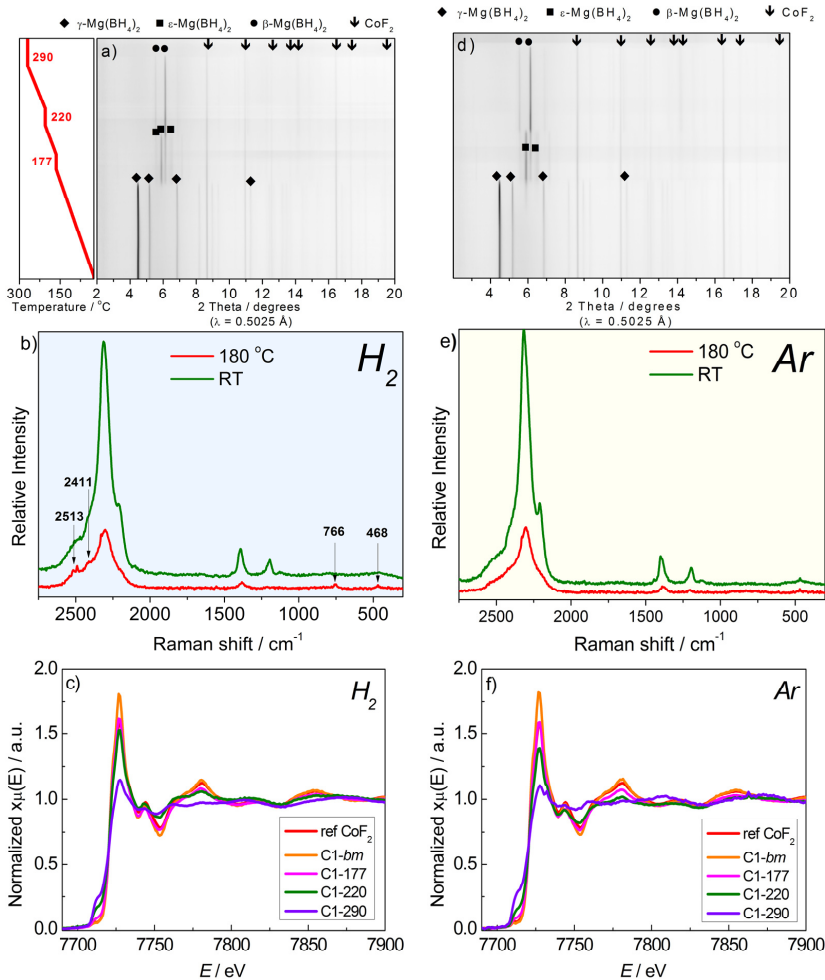 ◆ γ-Mg(BH₄)₂ ■ ε-Mg(BH₄)₂ ● β-Mg(BH₄)₂ ↓ CoF₂
a)
290
220
177
300 150 2 4 6 8 10 12 14 16 18 20
Temperature / °C
2 Theta / degrees
(λ = 0.5025 Å)
◆ γ-Mg(BH₄)₂ ■ ε-Mg(BH₄)₂ ● β-Mg(BH₄)₂ ↓ CoF₂
d)
4 6 8 10 12 14 16 18 20
2 Theta / degrees
(λ = 0.5025 Å)
b)
H₂
180 °C
RT
Relative Intensity
2411
2513
766
468
2500 2000 1500 1000 500
Raman shift / cm⁻¹
e)
Ar
180 °C
RT
Relative Intensity
2500 2000 1500 1000 500
Raman shift / cm⁻¹
c)
H₂
Normalized xμ(E) / a.u.
2.0
1.5
1.0
0.5
0.0
ref CoF₂
C1-bm
C1-177
C1-220
C1-290
7700 7750 7800 7850 7900
E / eV
f)
Ar
Normalized xμ(E) / a.u.
2.0
1.5
1.0
0.5
0.0
ref CoF₂
C1-bm
C1-177
C1-220
C1-290
7700 7750 7800 7850 7900
E / eV